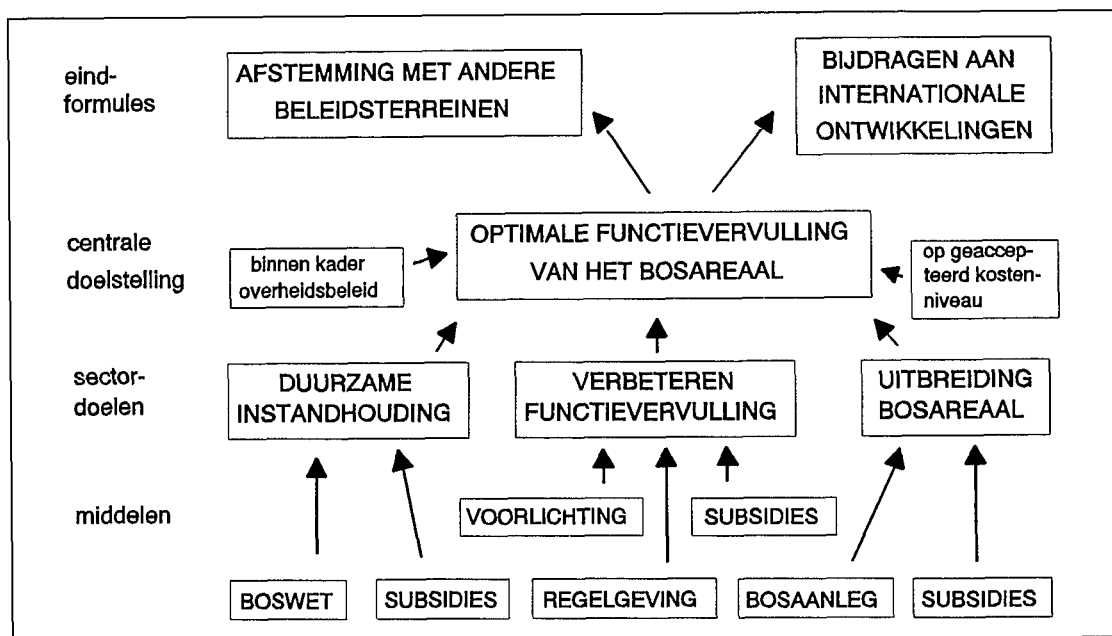 eind-
formules
AFSTEMMING MET ANDERE
BELEIDSTERREINEN
BIJDRAGEN AAN
INTERNATIONALE
ONTWIKKELINGEN
centrale
doelstelling
binnen kader
overheidsbeleid
OPTIMALE FUNCTIEVERVULLING
VAN HET BOSAREAAL
op geaccep-
teerd kosten-
niveau
sector-
doelen
DUURZAME
INSTANDHOUDING
VERBETEREN
FUNCTIEVERVULLING
UITBREIDING
BOSAREAAL
middelen
VOORLICHTING
SUBSIDIES
BOSWET
SUBSIDIES
REGELGEVING
BOSAANLEG
SUBSIDIES